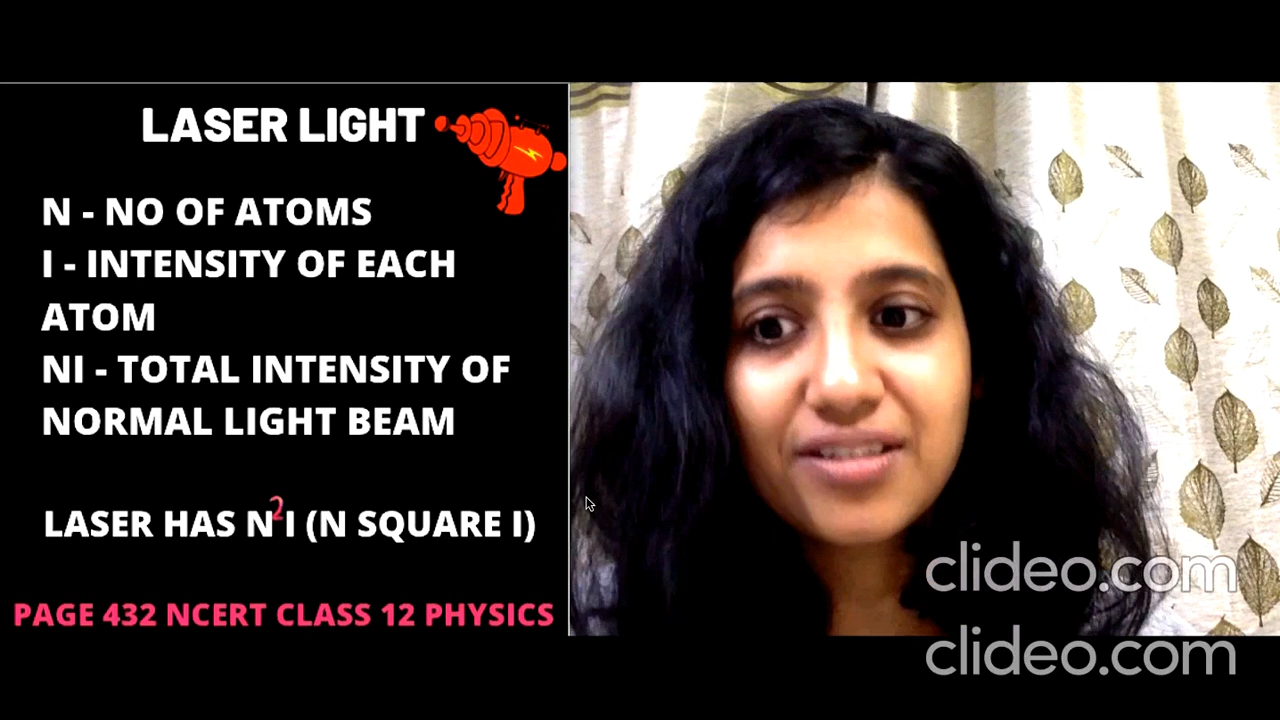 LASER LIGHT
N - NO OF ATOMS
I - INTENSITY OF EACH
ATOM
NI - TOTAL INTENSITY OF
NORMAL LIGHT BEAM
LASER HAS N²I (N SQUARE I)
PAGE 432 NCERT CLASS 12 PHYSICS
clideo.com
clideo.com